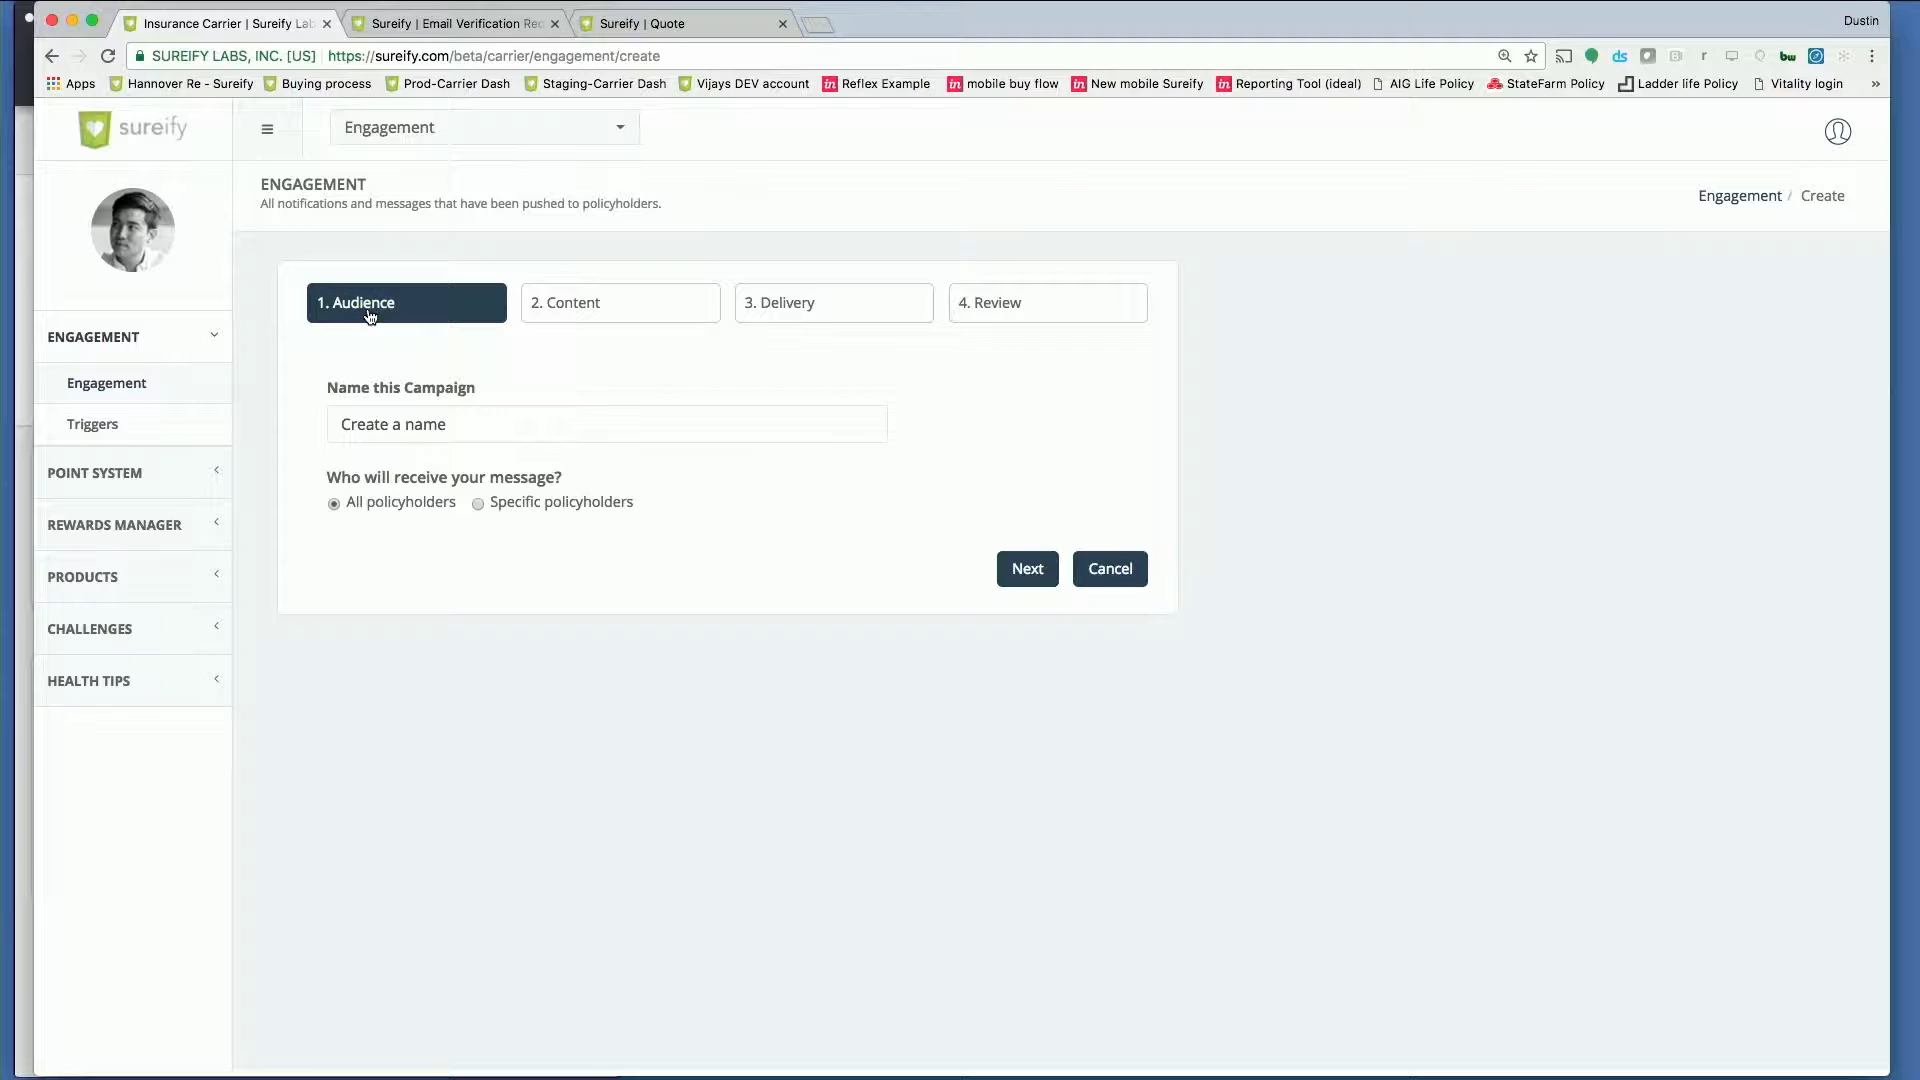 Dustin
Insurance Carrier | Sureify Lab
Sureify | Email Verification Req
Sureify | Quote
SUREIFY LABS, INC. [US] https://sureify.com/beta/carrier/engagement/create
Apps Hannover Re - Sureify Buying process Prod-Carrier Dash Staging-Carrier Dash Vijays DEV account Reflex Example mobile buy flow New mobile Sureify Reporting Tool (ideal) AIG Life Policy StateFarm Policy Ladder life Policy Vitality login »
sureify
Engagement
ENGAGEMENT
All notifications and messages that have been pushed to policyholders.
Engagement / Create
1. Audience
2. Content
3. Delivery
4. Review
ENGAGEMENT
Engagement
Triggers
POINT SYSTEM
REWARDS MANAGER
PRODUCTS
CHALLENGES
HEALTH TIPS
Name this Campaign
Create a name
Who will receive your message?
All policyholders Specific policyholders
Next
Cancel